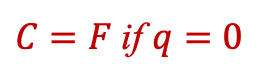 C = F if q = 0